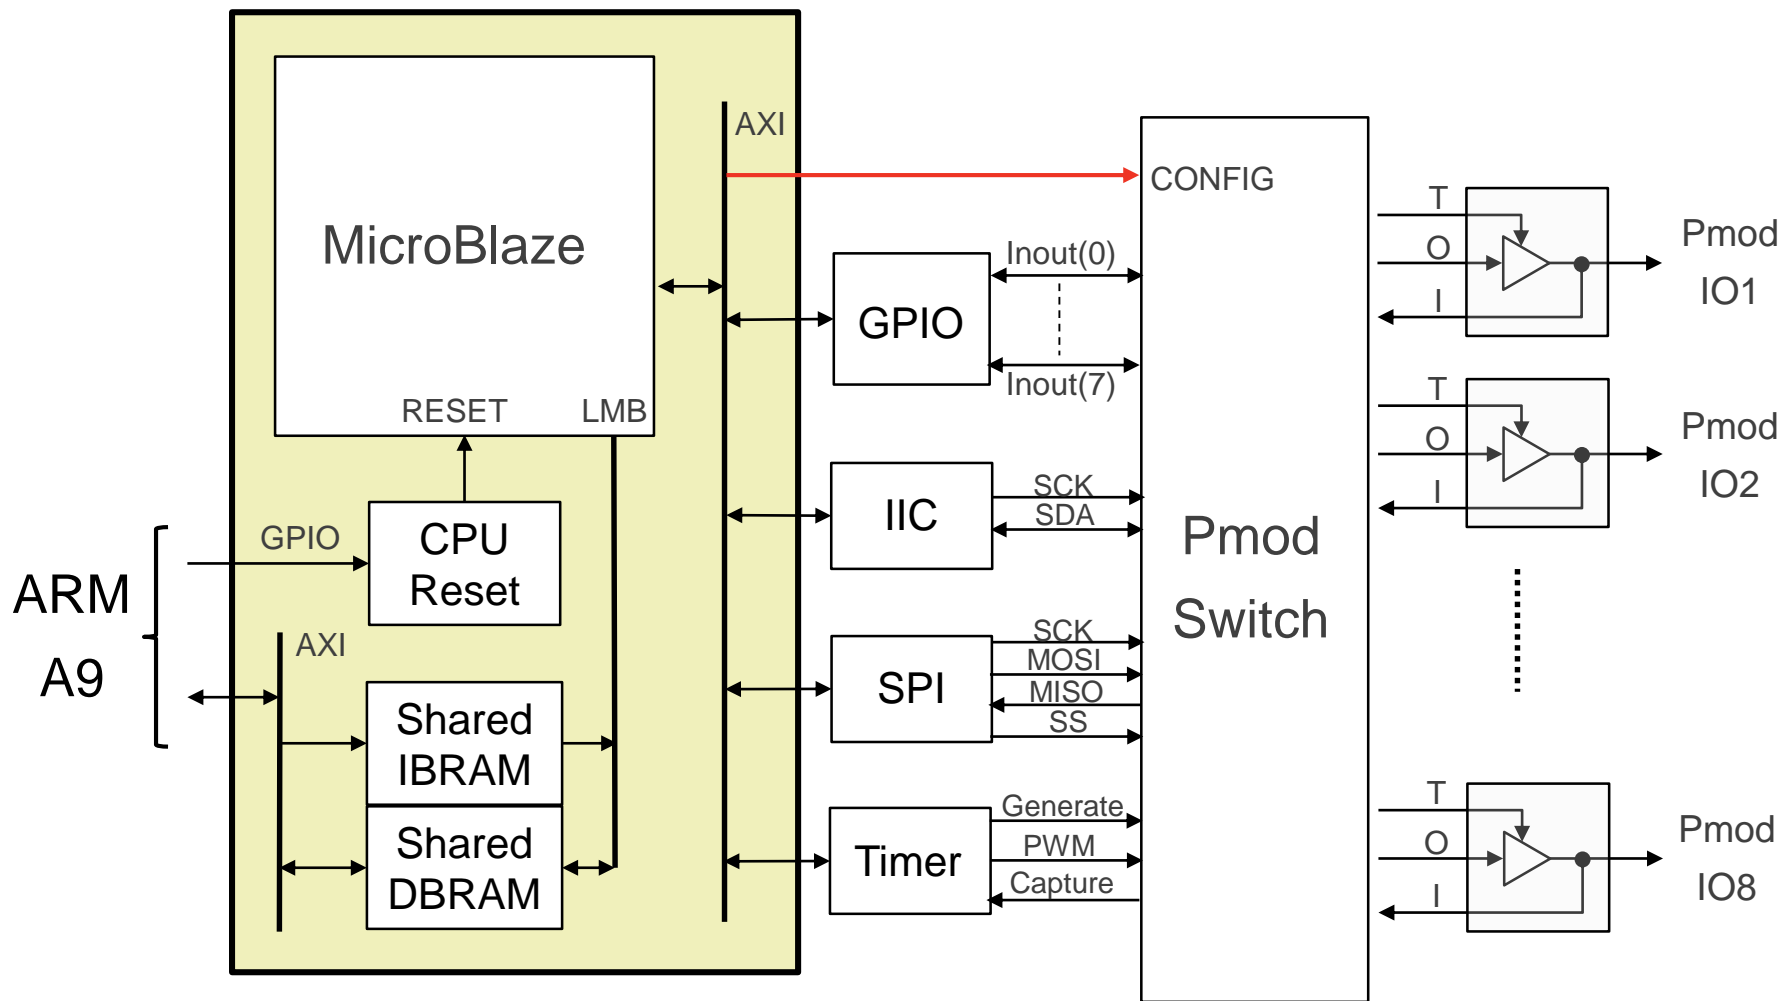 AXI
CONFIG
MicroBlaze
RESET
LMB
GPIO
CPU
Reset
ARM
A9
AXI
Shared
IBRAM
Shared
DBRAM
GPIO
Inout(0)
Inout(7)
IIC
SCK
SDA
SPI
SCK
MOSI
MISO
SS
Timer
Generate
PWM
Capture
Pmod
Switch
T
O
I
Pmod
IO1
T
O
I
Pmod
IO2
T
O
I
Pmod
IO8